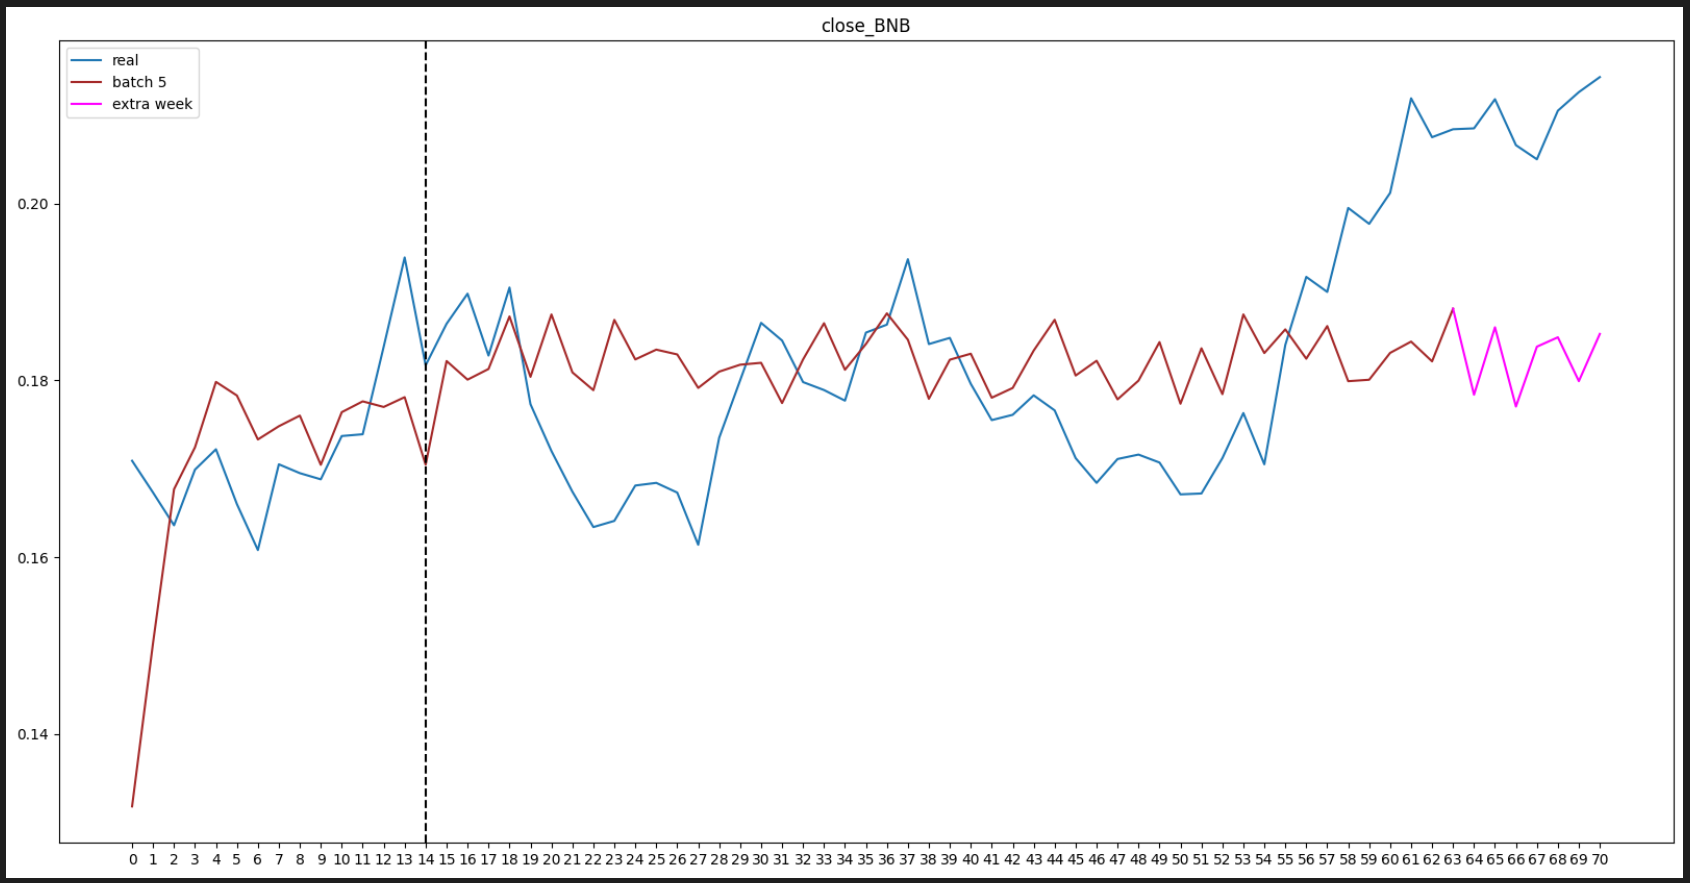 close_BNB
real
batch 5
extra week
0.20
0.18
0.16
0.14
0 1 2 3 4 5 6 7 8 9 10 11 12 13 14 15 16 17 18 19 20 21 22 23 24 25 26 27 28 29 30 31 32 33 34 35 36 37 38 39 40 41 42 43 44 45 46 47 48 49 50 51 52 53 54 55 56 57 58 59 60 61 62 63 64 65 66 67 68 69 70